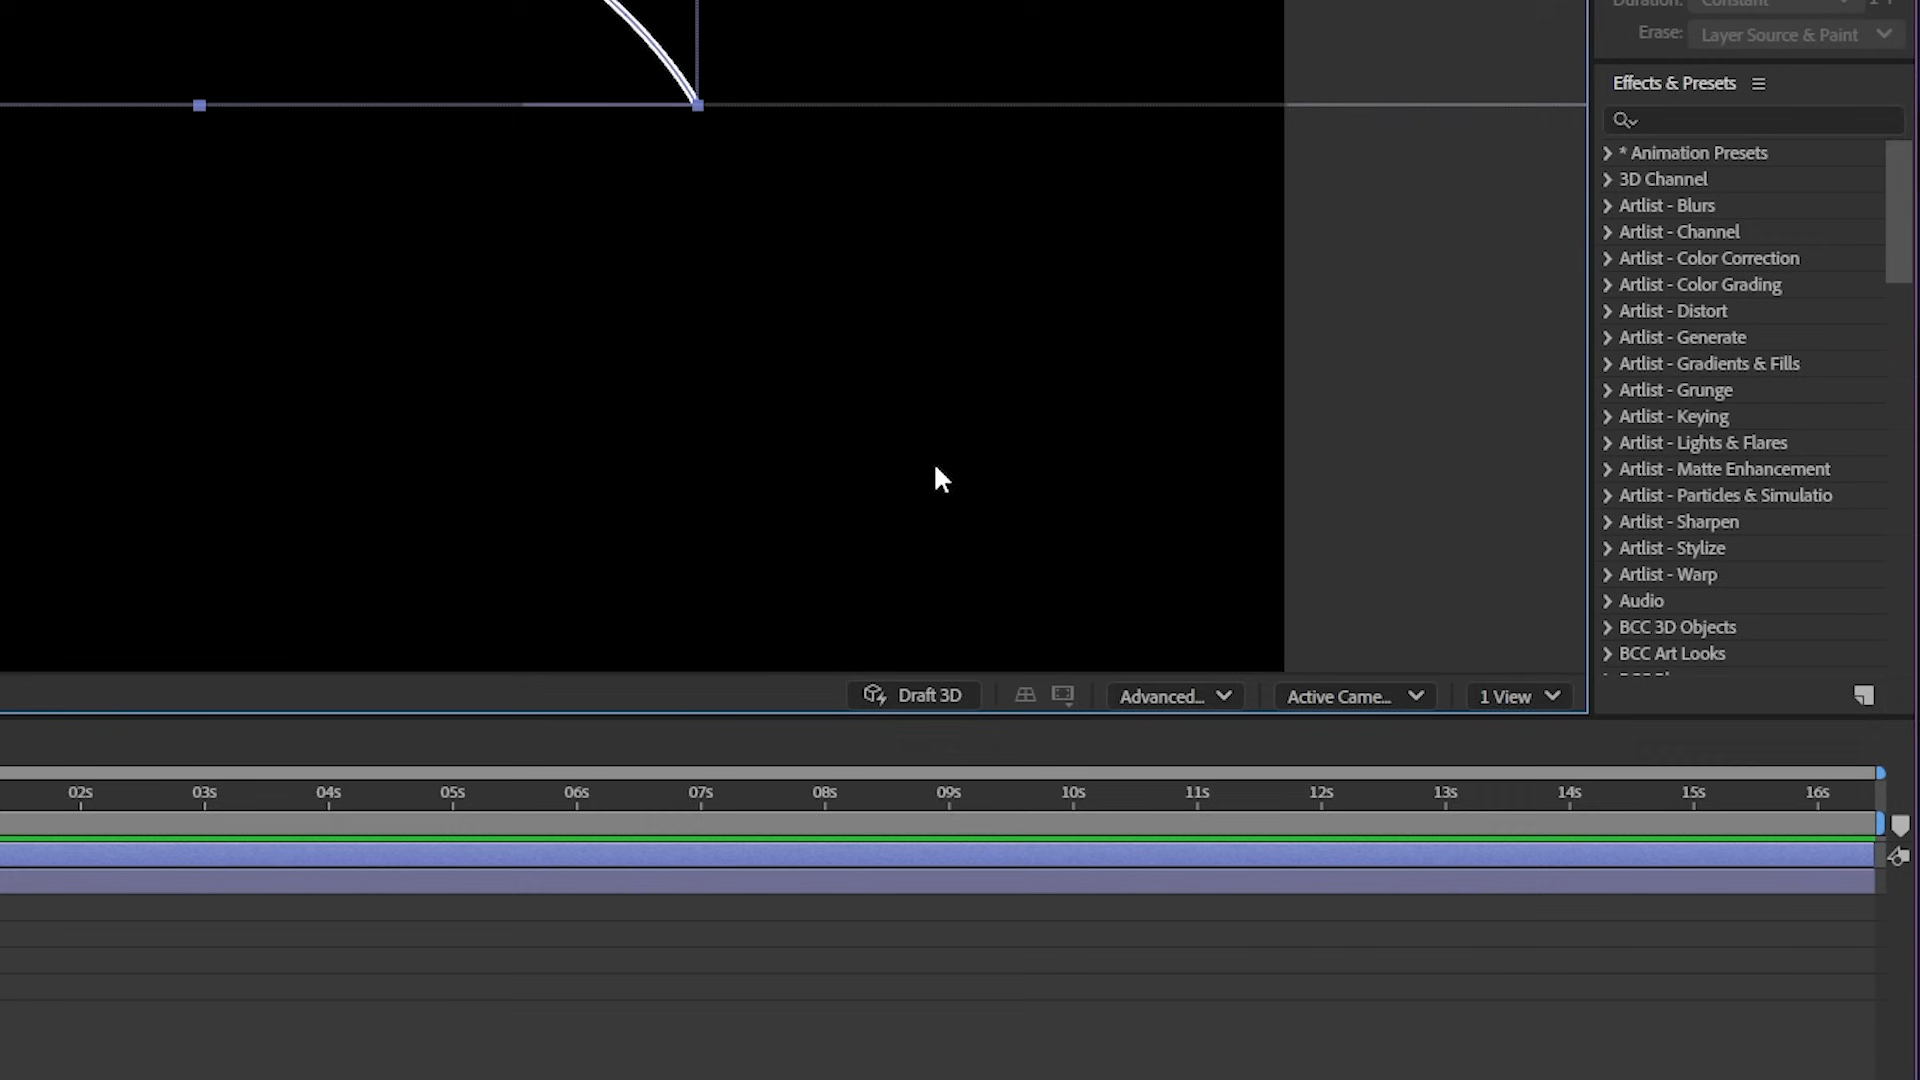 Duration: Constant
Erase: Layer Source & Paint
Effects & Presets
* Animation Presets
3D Channel
Artlist - Blurs
Artlist - Channel
Artlist - Color Correction
Artlist - Color Grading
Artlist - Distort
Artlist - Generate
Artlist - Gradients & Fills
Artlist - Grunge
Artlist - Keying
Artlist - Lights & Flares
Artlist - Matte Enhancement
Artlist - Particles & Simulatio
Artlist - Sharpen
Artlist - Stylize
Artlist - Warp
Audio
BCC 3D Objects
BCC Art Looks
Draft 3D Advanced... Active Came... 1 View
02s 03s 04s 05s 06s 07s 08s 09s 10s 11s 12s 13s 14s 15s 16s